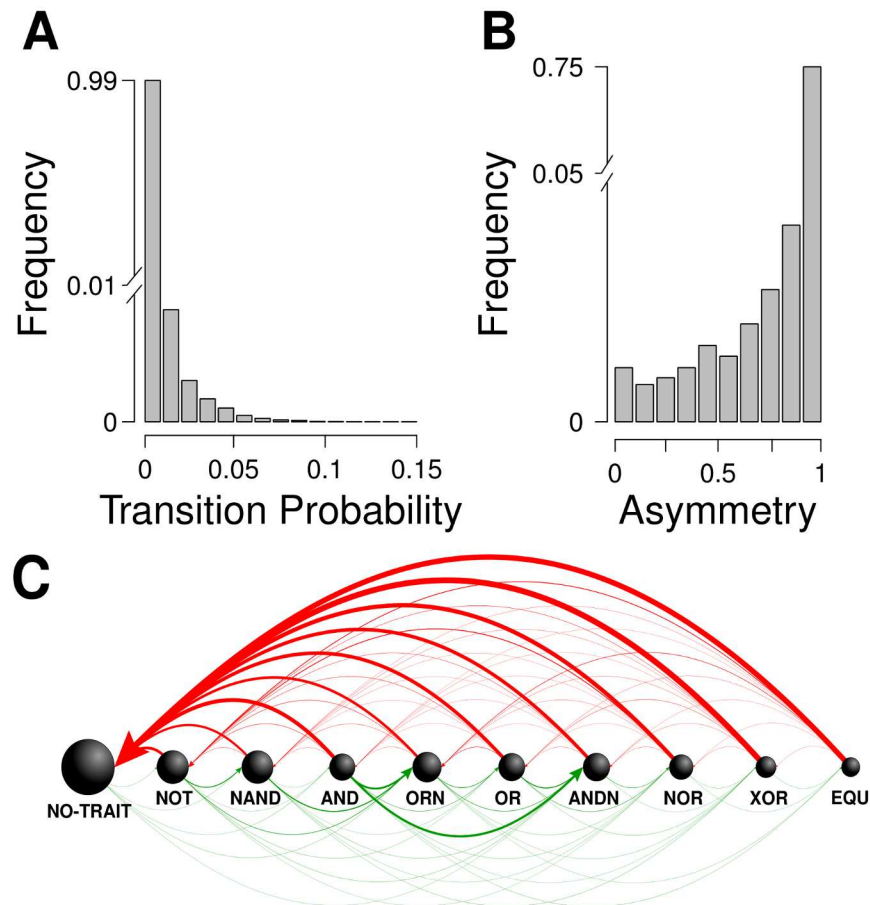 A
Frequency
0.99
0.01
0
0 0.05 0.1 0.15
Transition Probability
B
Frequency
0.75
0.05
0
0 0.5 1
Asymmetry
C
NO-TRAIT NOT NAND AND ORN OR ANDN NOR XOR EQU